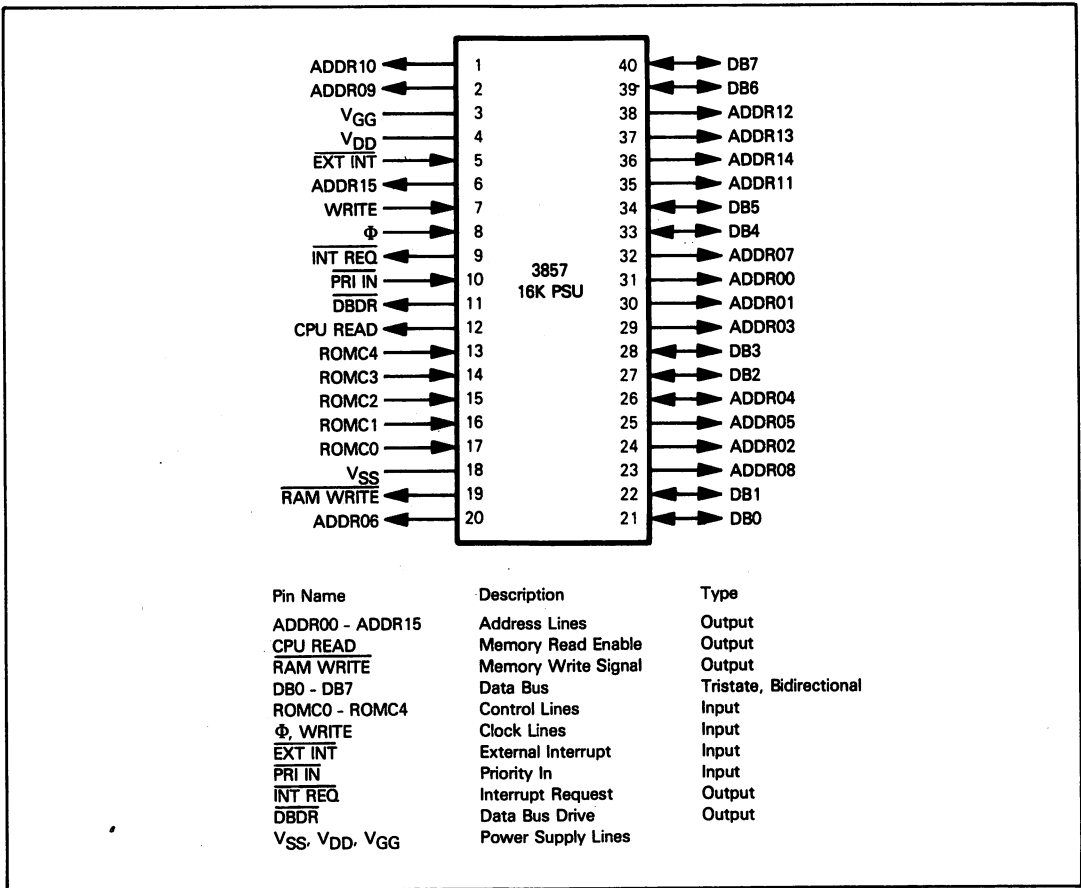 ADDR10 1 40 DB7
ADDR09 2 39 DB6
VGG 3 38 ADDR12
VDD 4 37 ADDR13
EXT INT 5 36 ADDR14
ADDR15 6 35 ADDR11
WRITE 7 34 DB5
Φ 8 33 DB4
INT REQ 9 32 ADDR07
PRI IN 10 31 ADDR00
3857
16K PSU
DBDR 11 30 ADDR01
CPU READ 12 29 ADDR03
ROMC4 13 28 DB3
ROMC3 14 27 DB2
ROMC2 15 26 ADDR04
ROMC1 16 25 ADDR05
ROMC0 17 24 ADDR02
VSS 18 23 ADDR08
RAM WRITE 19 22 DB1
ADDR06 20 21 DB0
Pin Name Description Type
ADDR00 - ADDR15 Address Lines Output
CPU READ Memory Read Enable Output
RAM WRITE Memory Write Signal Output
DB0 - DB7 Data Bus Tristate, Bidirectional
ROMC0 - ROMC4 Control Lines Input
Φ, WRITE Clock Lines Input
EXT INT External Interrupt Input
PRI IN Priority In Input
INT REQ Interrupt Request Output
DBDR Data Bus Drive Output
VSS, VDD, VGG Power Supply Lines